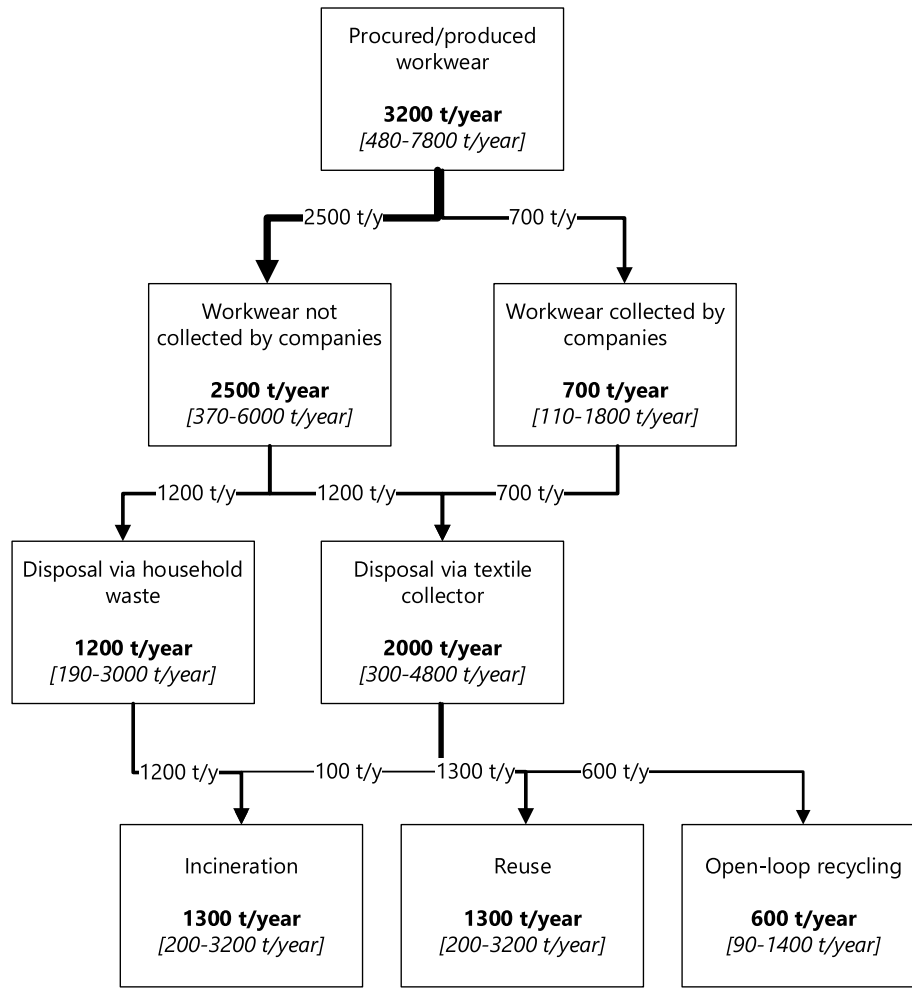 Procured/produced
workwear
3200 t/year
[480-7800 t/year]
2500 t/y
700 t/y
Workwear not
collected by companies
2500 t/year
[370-6000 t/year]
Workwear collected by
companies
700 t/year
[110-1800 t/year]
1200 t/y
1200 t/y
700 t/y
Disposal via household
waste
1200 t/year
[190-3000 t/year]
Disposal via textile
collector
2000 t/year
[300-4800 t/year]
1200 t/y
100 t/y
1300 t/y
600 t/y
Incineration
1300 t/year
[200-3200 t/year]
Reuse
1300 t/year
[200-3200 t/year]
Open-loop recycling
600 t/year
[90-1400 t/year]